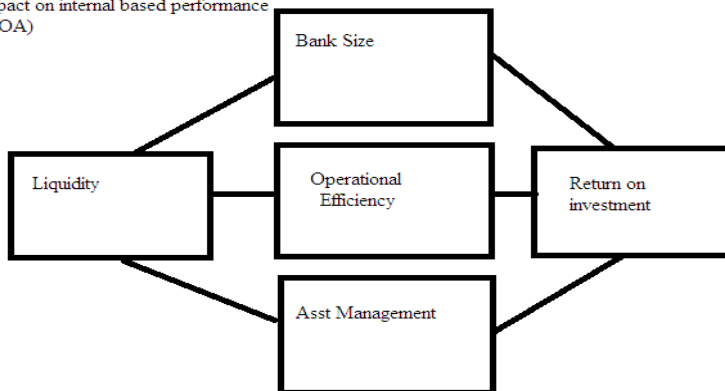 pact on internal based performance
OA)
Bank Size
Liquidity
Operational
Efficiency
Return on
investment
Asst Management